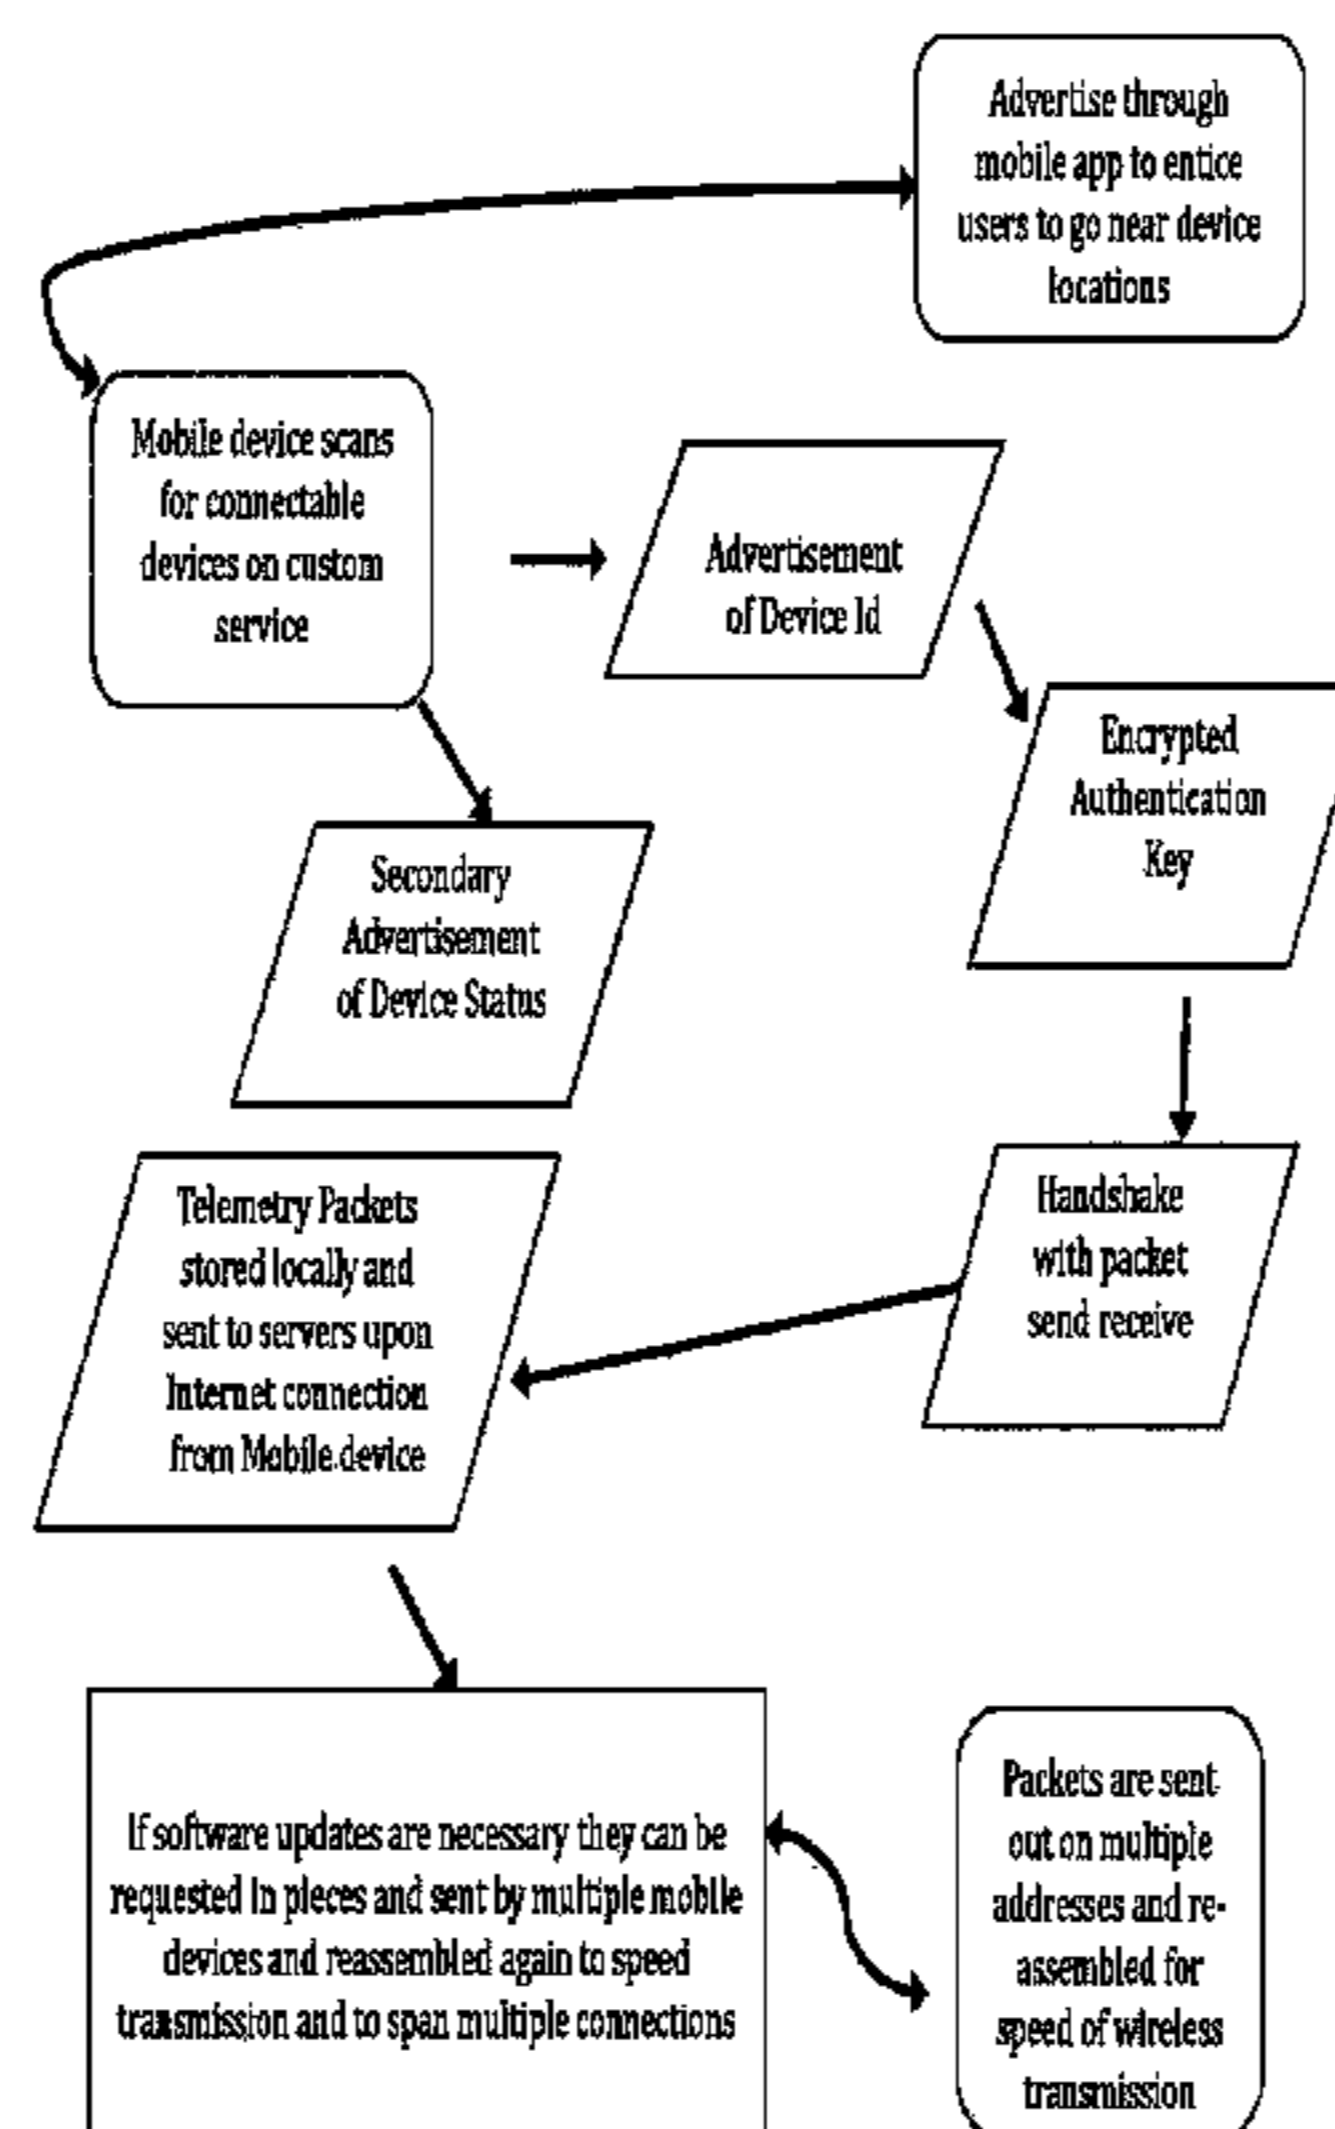 Advertise through
mobile app to entice
users to go near device
locations
Mobile device scans
for connectable
devices on custom
service
Advertisement
of Device Id
Encrypted
Authentication
Key
Secondary
Advertisement
of Device Status
Handshake
with packet
send receive
Telemetry Packets
stored locally and
sent to servers upon
Internet connection
from Mobile device
If software updates are necessary they can be
requested in pieces and sent by multiple mobile
devices and reassembled again to speed
transmission and to span multiple connections
Packets are sent
out on multiple
addresses and re-
assembled for
speed of wireless
transmission